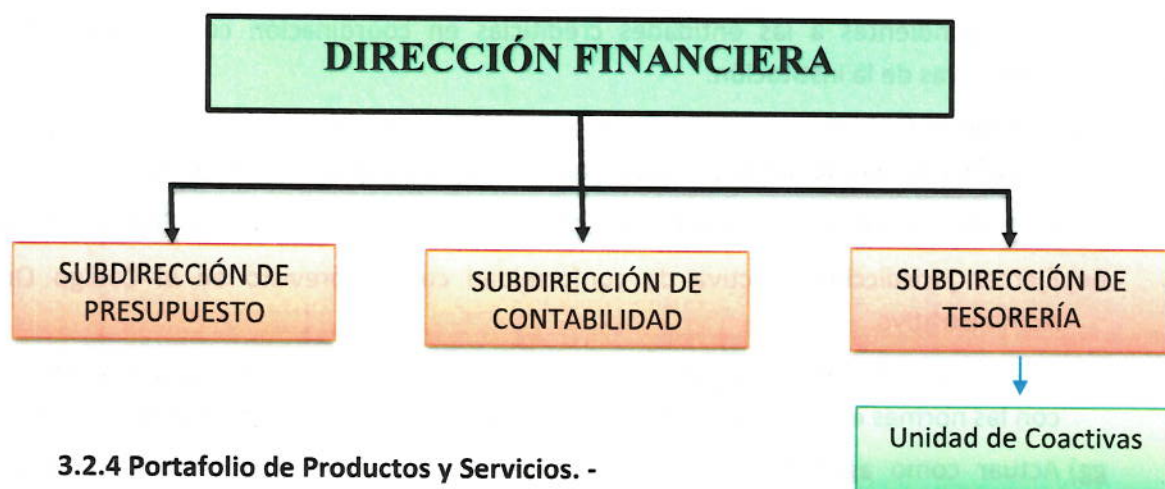 DIRECCIÓN FINANCIERA
SUBDIRECCIÓN DE
PRESUPUESTO
SUBDIRECCIÓN DE
CONTABILIDAD
SUBDIRECCIÓN DE
TESORERÍA
Unidad de Coactivas
3.2.4 Portafolio de Productos y Servicios. -